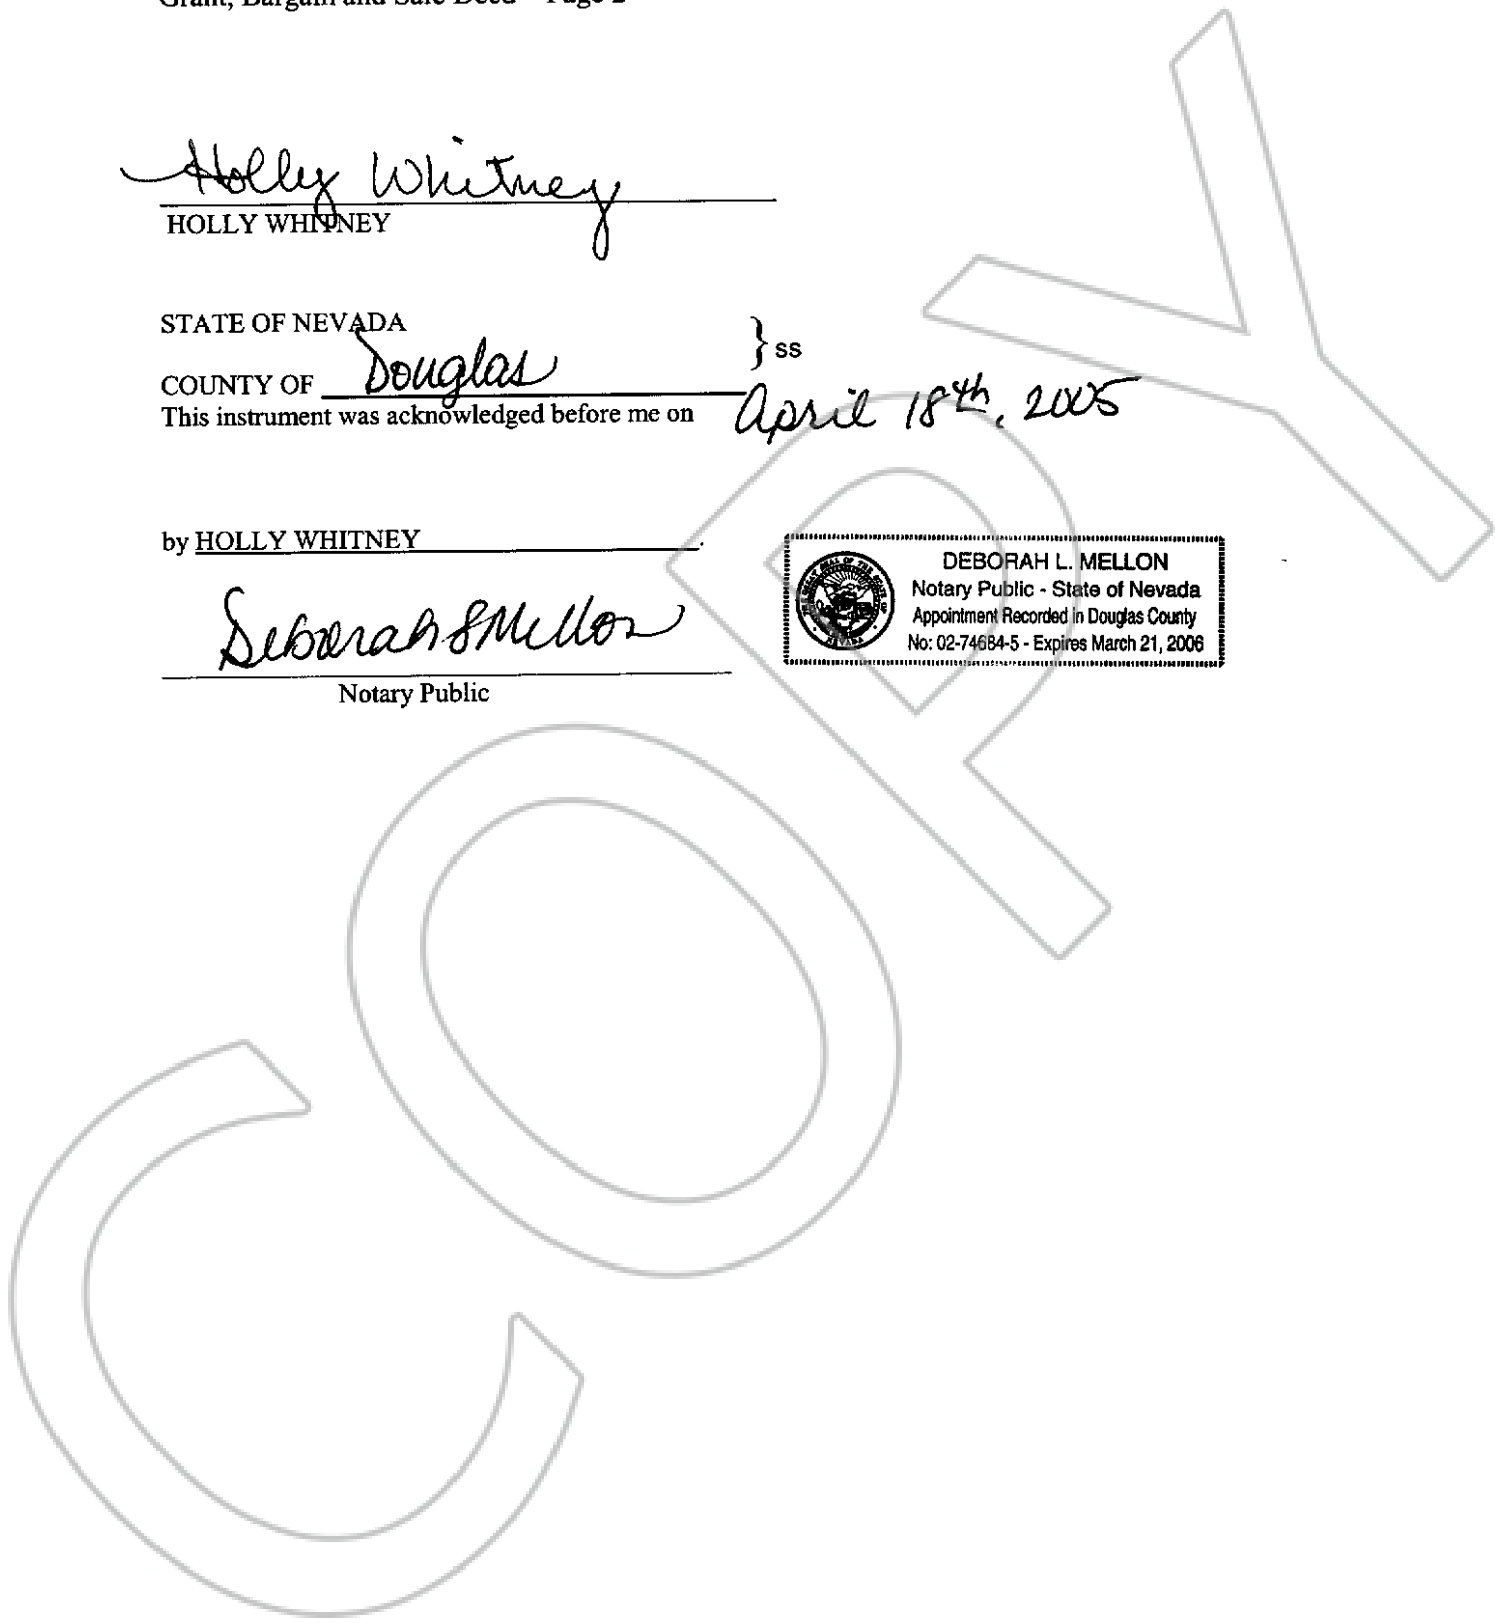 Grant, Bargain and Sale Deed - Page 2
Holly Whitney
HOLLY WHITNEY
STATE OF NEVADA
} ss
COUNTY OF Douglas
This instrument was acknowledged before me on April 18th, 2005
by HOLLY WHITNEY.
DEBORAH L. MELLON
Notary Public - State of Nevada
Appointment Recorded in Douglas County
No: 02-74684-5 - Expires March 21, 2006
Deborah L Mellon
Notary Public
COPY